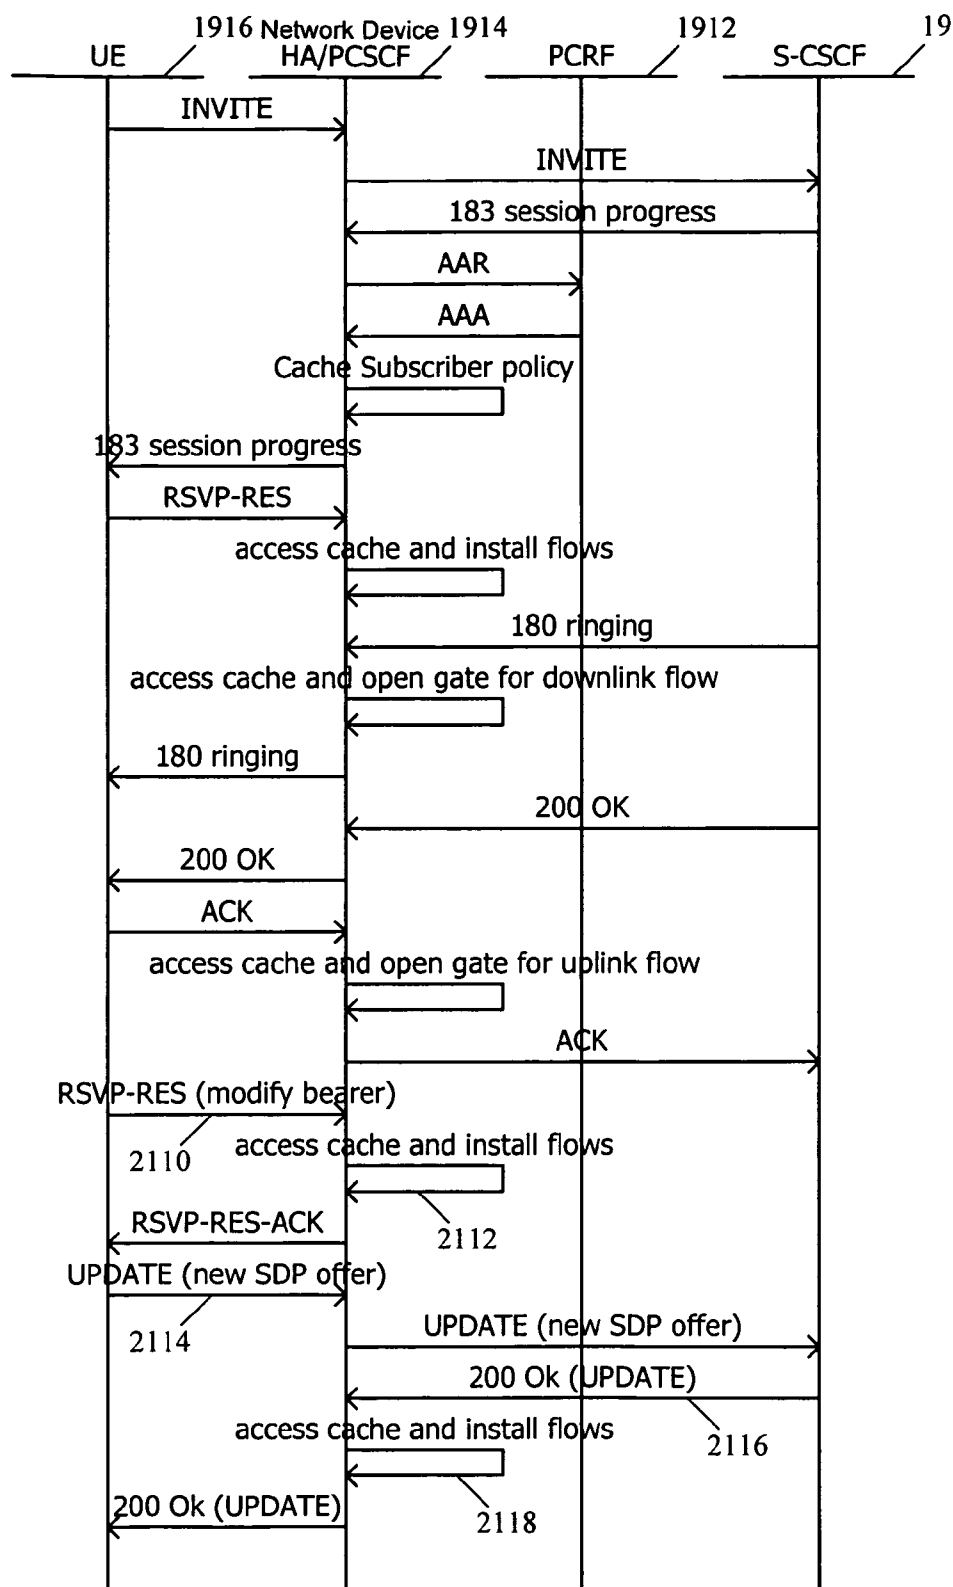 1916 Network Device 1914 1912 19
UE HA/PCSCF PCRF S-CSCF
INVITE
INVITE
183 session progress
AAR
AAA
Cache Subscriber policy
183 session progress
RSVP-RES
access cache and install flows
180 ringing
access cache and open gate for downlink flow
180 ringing
200 OK
200 OK
ACK
access cache and open gate for uplink flow
ACK
RSVP-RES (modify bearer)
2110
access cache and install flows
2112
RSVP-RES-ACK
UPDATE (new SDP offer)
2114
UPDATE (new SDP offer)
200 Ok (UPDATE)
2116
access cache and install flows
2118
200 Ok (UPDATE)